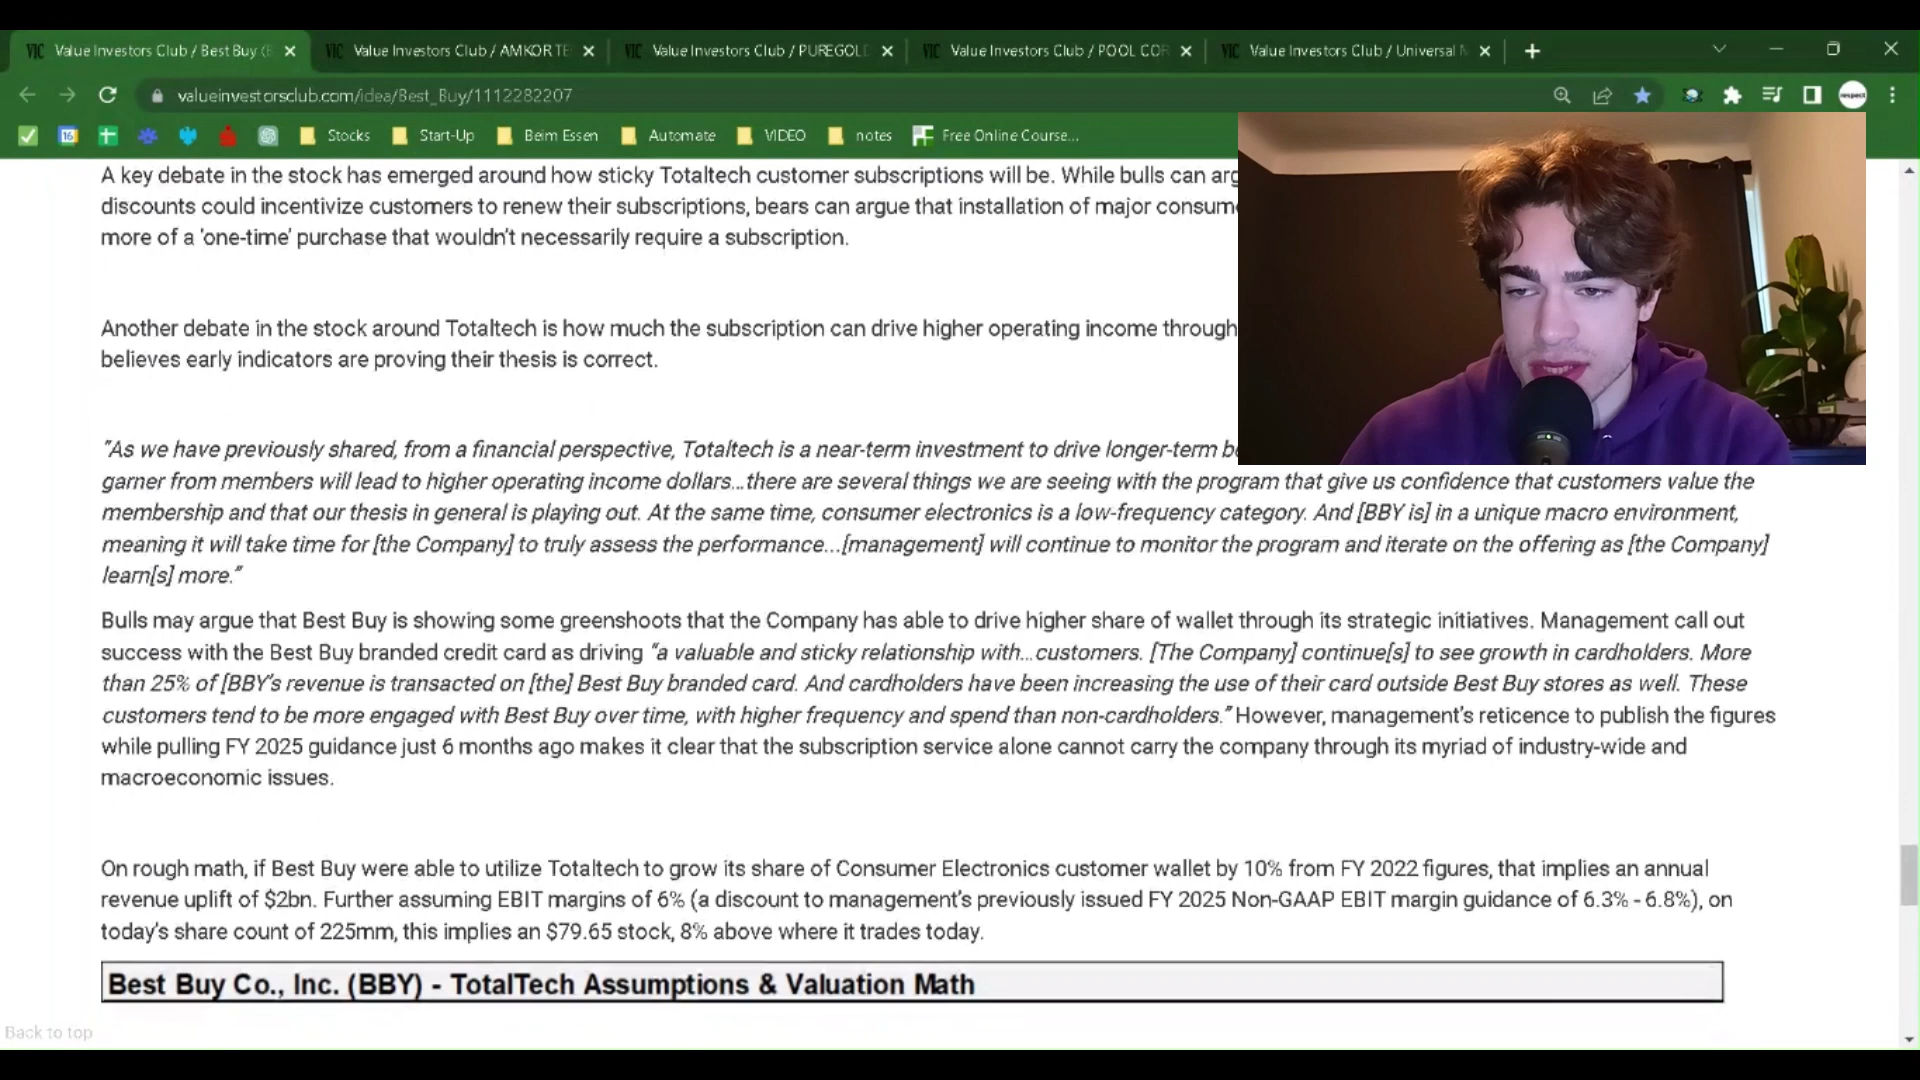 Value Investors Club / Best Buy (
Value Investors Club / AMKOR TE
Value Investors Club / PUREGOLD
Value Investors Club / POOL COR
Value Investors Club / Universal
valueinvestorsclub.com/idea/Best_Buy/1112282207
Stocks
Start-Up
Beim Essen
Automate
VIDEO
notes
Free Online Course...
A key debate in the stock has emerged around how sticky Totaltech customer subscriptions will be. While bulls can arg
discounts could incentivize customers to renew their subscriptions, bears can argue that installation of major consum
more of a ‘one-time’ purchase that wouldn’t necessarily require a subscription.
Another debate in the stock around Totaltech is how much the subscription can drive higher operating income through
believes early indicators are proving their thesis is correct.
“As we have previously shared, from a financial perspective, Totaltech is a near-term investment to drive longer-term be
garner from members will lead to higher operating income dollars…there are several things we are seeing with the program that give us confidence that customers value the
membership and that our thesis in general is playing out. At the same time, consumer electronics is a low-frequency category. And [BBY is] in a unique macro environment,
meaning it will take time for [the Company] to truly assess the performance…[management] will continue to monitor the program and iterate on the offering as [the Company]
learn[s] more.”
Bulls may argue that Best Buy is showing some greenshoots that the Company has able to drive higher share of wallet through its strategic initiatives. Management call out
success with the Best Buy branded credit card as driving “a valuable and sticky relationship with…customers. [The Company] continue[s] to see growth in cardholders. More
than 25% of [BBY’s revenue is transacted on [the] Best Buy branded card. And cardholders have been increasing the use of their card outside Best Buy stores as well. These
customers tend to be more engaged with Best Buy over time, with higher frequency and spend than non-cardholders.” However, management’s reticence to publish the figures
while pulling FY 2025 guidance just 6 months ago makes it clear that the subscription service alone cannot carry the company through its myriad of industry-wide and
macroeconomic issues.
On rough math, if Best Buy were able to utilize Totaltech to grow its share of Consumer Electronics customer wallet by 10% from FY 2022 figures, that implies an annual
revenue uplift of $2bn. Further assuming EBIT margins of 6% (a discount to management’s previously issued FY 2025 Non-GAAP EBIT margin guidance of 6.3% - 6.8%), on
today’s share count of 225mm, this implies an $79.65 stock, 8% above where it trades today.
Best Buy Co., Inc. (BBY) - TotalTech Assumptions & Valuation Math
Back to top